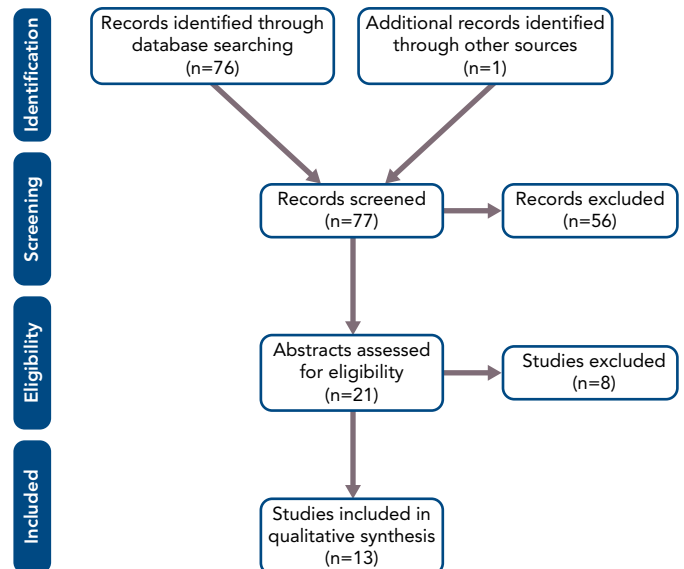 Identification
Records identified through
database searching
(n=76)
Additional records identified
through other sources
(n=1)
Screening
Records screened
(n=77)
Records excluded
(n=56)
Eligibility
Abstracts assessed
for eligibility
(n=21)
Studies excluded
(n=8)
Included
Studies included in
qualitative synthesis
(n=13)